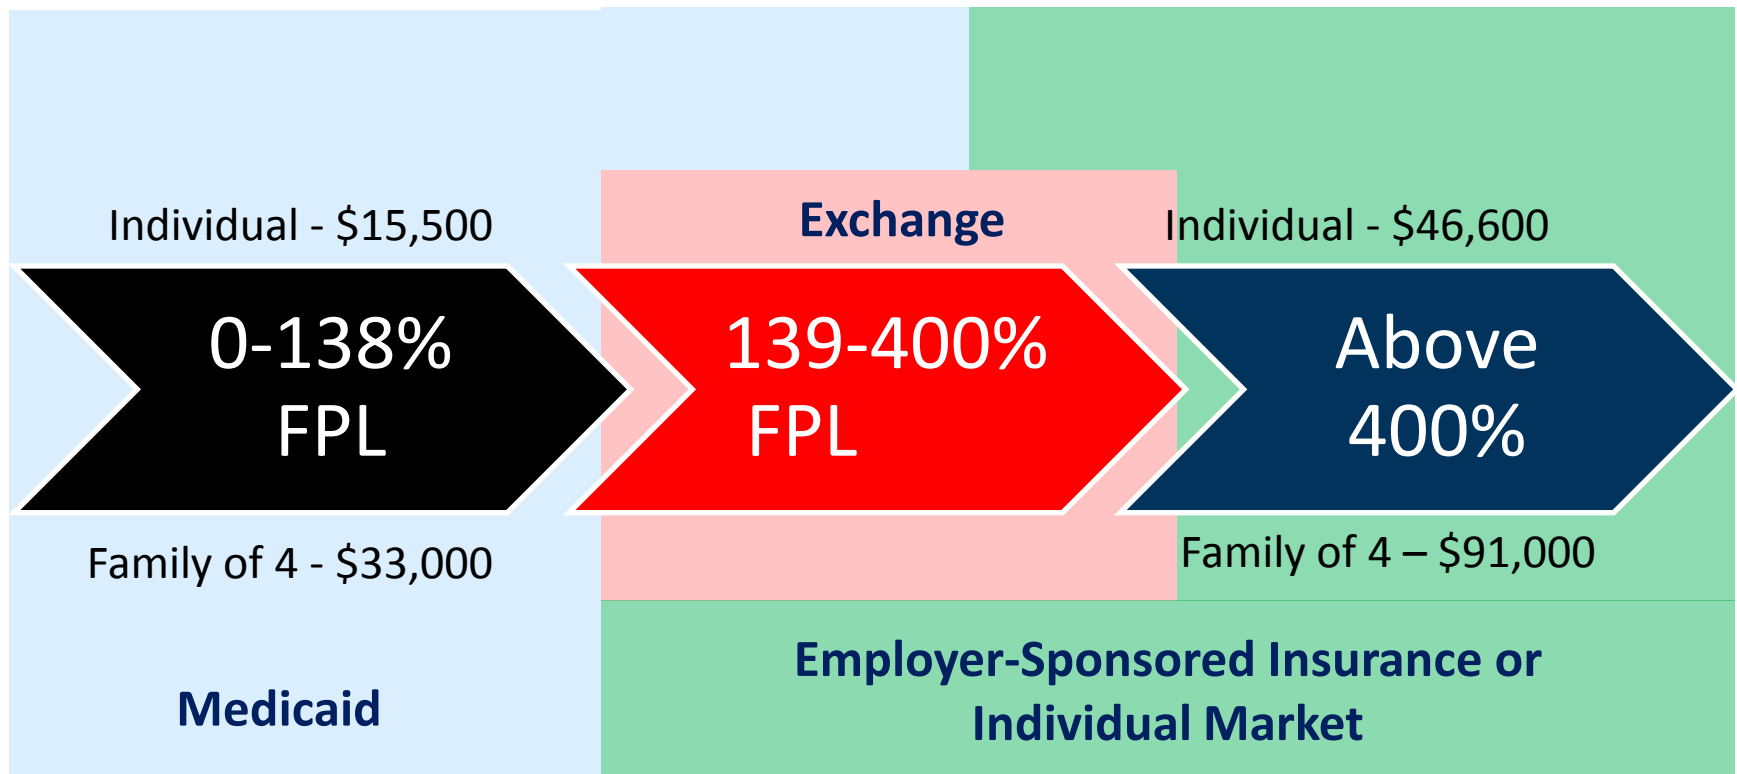 Individual - $15,500
Exchange
Individual - $46,600
0-138%
FPL
139-400%
FPL
Above
400%
Family of 4 - $33,000
Family of 4 – $91,000
Medicaid
Employer-Sponsored Insurance or
Individual Market